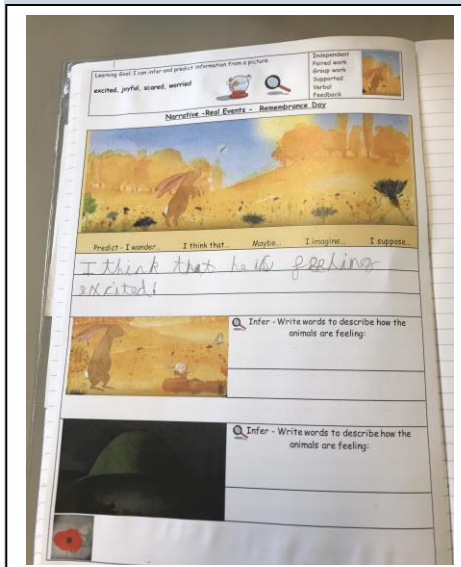 Learning Goal: I can infer and predict information from a picture.
excited, joyful, scared, worried
Independent
Paired work
Group work
Supported
Verbal
Feedback
Narrative -Real Events - Remembrance Day
Predict - I wonder... I think that... Maybe... I imagine... I suppose...
I think that he is feeling
excited!
Infer - Write words to describe how the
animals are feeling:
Infer - Write words to describe how the
animals are feeling: